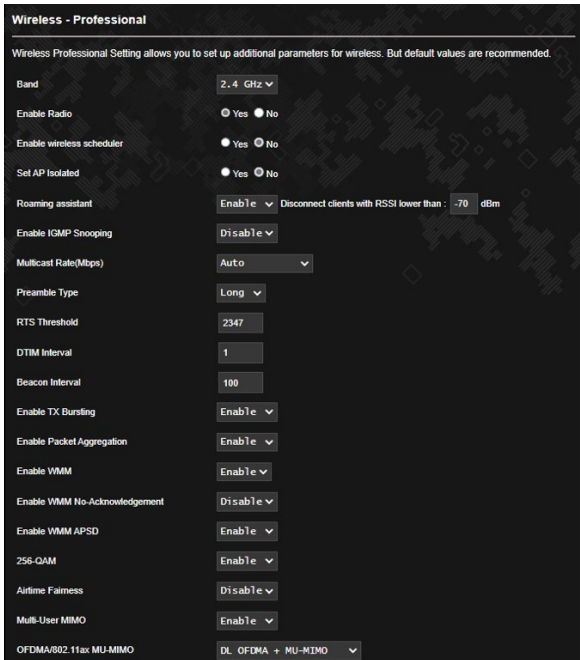 Wireless - Professional
Wireless Professional Setting allows you to set up additional parameters for wireless. But default values are recommended.
Band 2.4 GHz
Enable Radio Yes No
Enable wireless scheduler Yes No
Set AP Isolated Yes No
Roaming assistant Enable Disconnect clients with RSSI lower than : -70 dBm
Enable IGMP Snooping Disable
Multicast Rate(Mbps) Auto
Preamble Type Long
RTS Threshold 2347
DTIM Interval 1
Beacon Interval 100
Enable TX Bursting Enable
Enable Packet Aggregation Enable
Enable WMM Enable
Enable WMM No-Acknowledgement Disable
Enable WMM APSD Enable
256-QAM Enable
Airtime Fairness Disable
Multi-User MIMO Enable
OFDMA/802.11ax MU-MIMO DL OFDMA + MU-MIMO